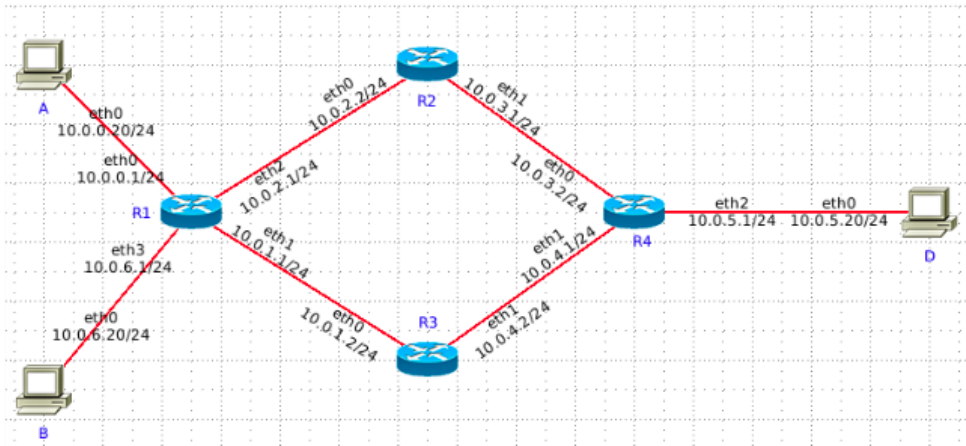 A
eth0
10.0.0.20/24
eth0
10.0.0.1/24
R1
eth2
10.0.2.1/24
eth0
10.0.2.2/24
R2
eth1
10.0.3.1/24
eth0
10.0.3.2/24
eth1
10.0.1.1/24
eth0
10.0.1.2/24
R3
eth1
10.0.4.2/24
eth1
10.0.4.1/24
R4
eth2
10.0.5.1/24
eth0
10.0.5.20/24
D
eth3
10.0.6.1/24
eth0
10.0.6.20/24
B